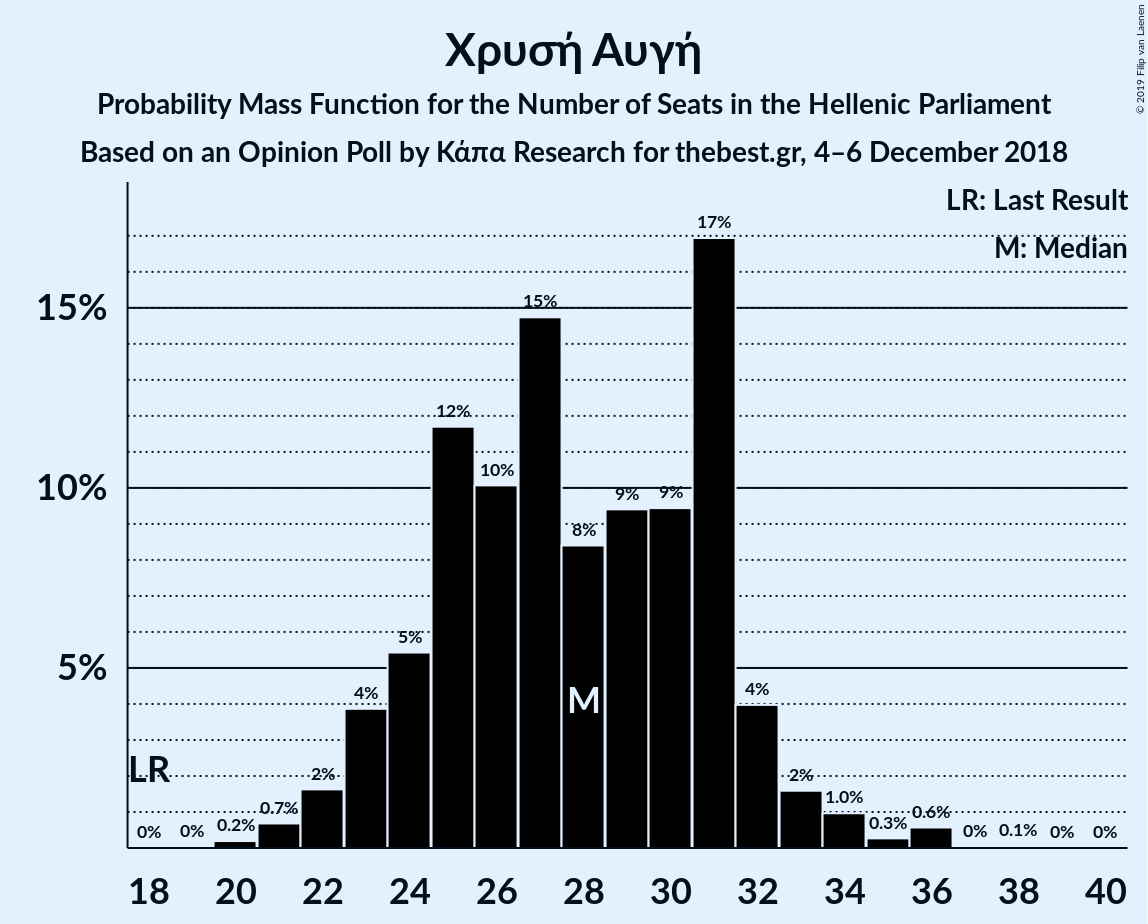 Χρυσή Αυγή
Probability Mass Function for the Number of Seats in the Hellenic Parliament
Based on an Opinion Poll by Κάπα Research for thebest.gr, 4–6 December 2018
© 2019 Filip van Laenen
LR: Last Result
M: Median
15%
10%
5%
0% 0% 0.2% 0.7% 2% 4% 5% 12% 10% 15% 8% 9% 9% 17% 4% 2% 1.0% 0.3% 0.6% 0% 0.1% 0% 0%
LR
M
18 20 22 24 26 28 30 32 34 36 38 40